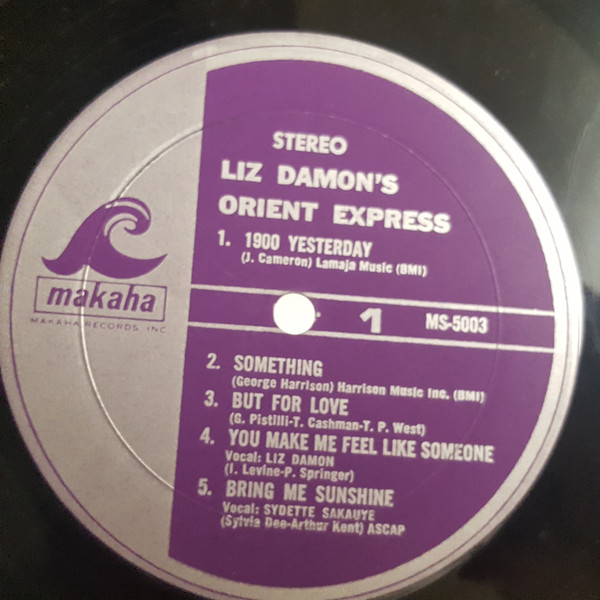 STEREO
LIZ DAMON'S
ORIENT EXPRESS
1. 1900 YESTERDAY
(J. Cameron) Lamaja Music (BMI)
makaha
MAKAHA RECORDS, INC.
1
MS-5003
2. SOMETHING
(George Harrison) Harrison Music Inc. (BMI)
3. BUT FOR LOVE
(G. Pistilli-T. Cashman-T. P. West)
4. YOU MAKE ME FEEL LIKE SOMEONE
Vocal: LIZ DAMON
(I. Levine-P. Springer)
5. BRING ME SUNSHINE
Vocal: SYDETTE SAKAUYE
(Sylvia Dee-Arthur Kent) ASCAP